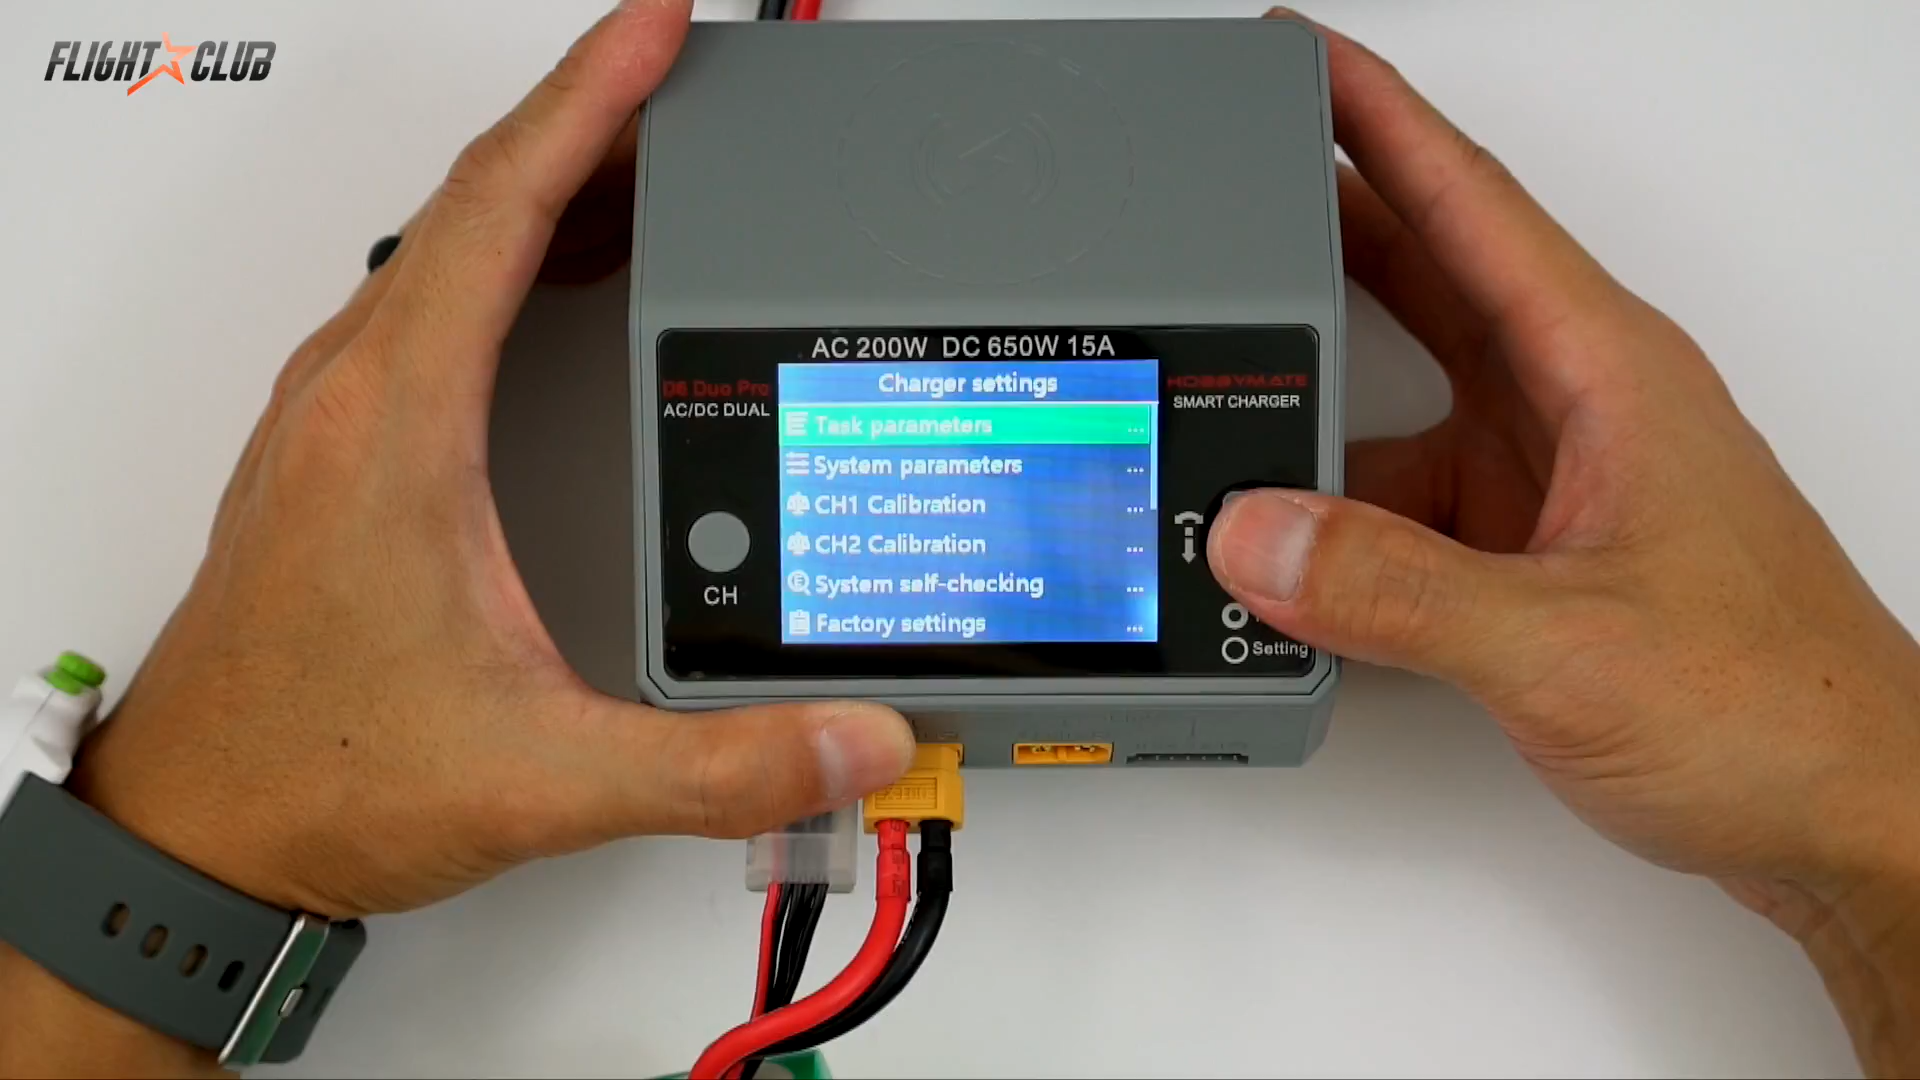 FLIGHT CLUB
AC 200W DC 650W 15A
D6 Duo Pro
AC/DC DUAL
HOBBYMATE
SMART CHARGER
Charger settings
Task parameters ...
System parameters ...
CH1 Calibration ...
CH2 Calibration ...
System self-checking ...
Factory settings ...
CH
Setting